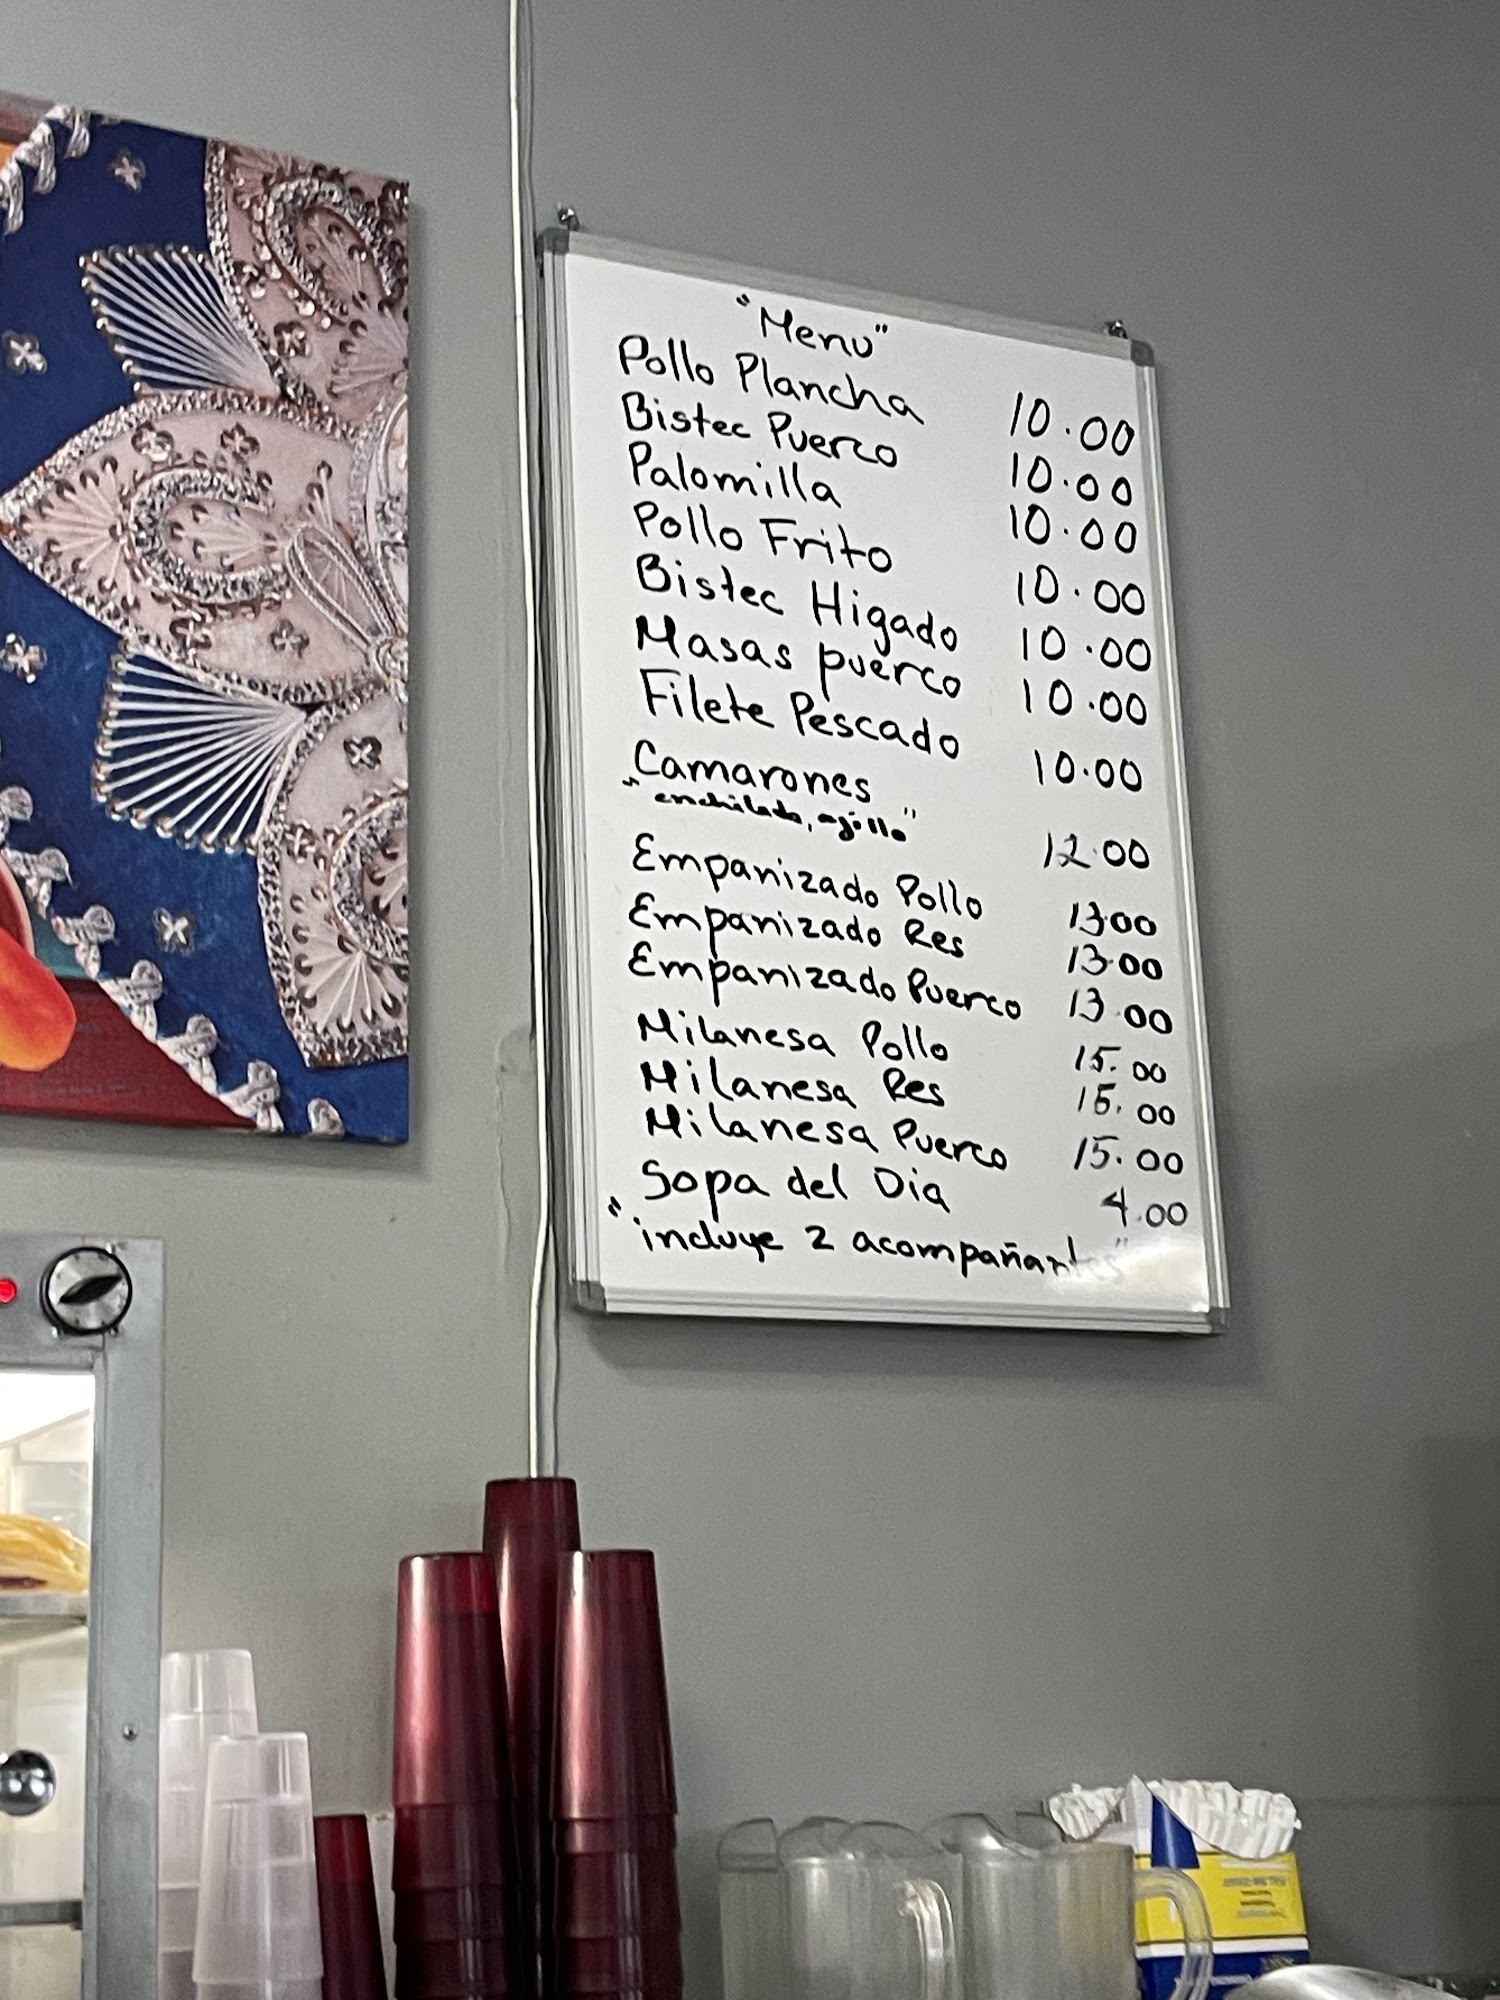 "Menu"
Pollo Plancha 10.00
Bistec Puerco 10.00
Palomilla 10.00
Pollo Frito 10.00
Bistec Higado 10.00
Masas puerco 10.00
Filete Pescado 10.00
Camarones 12.00
"enchilado, ajillo"
Empanizado Pollo 13.00
Empanizado Res 13.00
Empanizado Puerco 13.00
Milanesa Pollo 15.00
Milanesa Res 15.00
Milanesa Puerco 15.00
Sopa del Dia 4.00
"incluye 2 acompañantes"